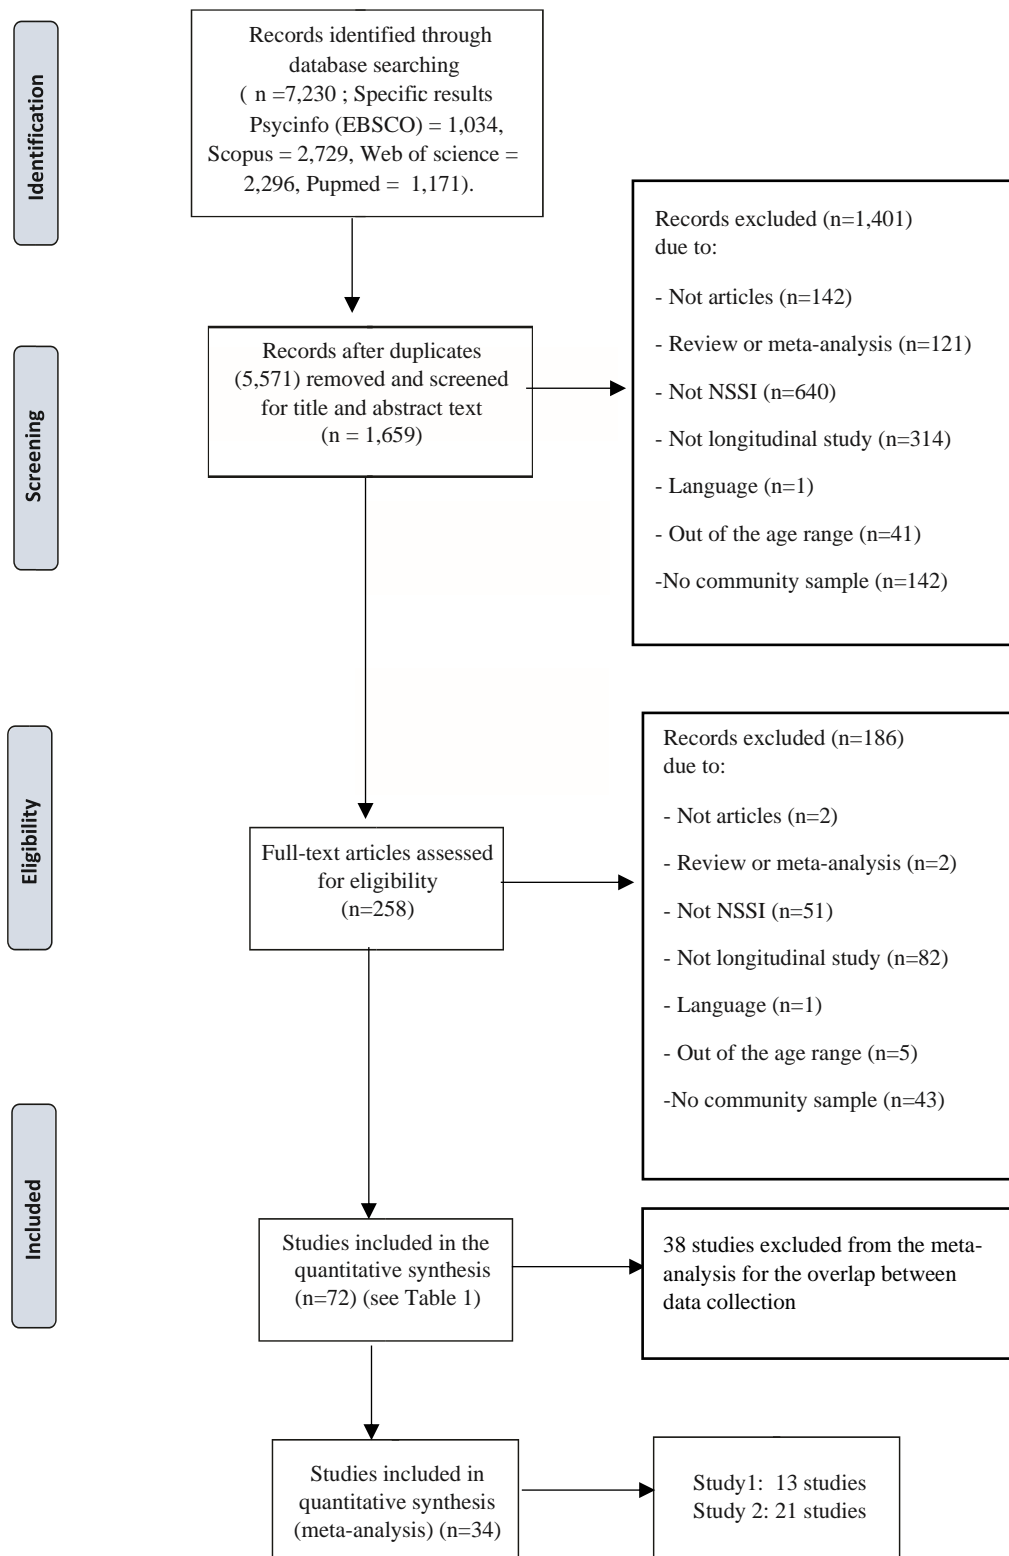 Identification
Records identified through
database searching
( n =7,230 ; Specific results
Psycinfo (EBSCO) = 1,034,
Scopus = 2,729, Web of science =
2,296, Pupmed = 1,171).
Screening
Records after duplicates
(5,571) removed and screened
for title and abstract text
(n = 1,659)
Records excluded (n=1,401)
due to:
- Not articles (n=142)
- Review or meta-analysis (n=121)
- Not NSSI (n=640)
- Not longitudinal study (n=314)
- Language (n=1)
- Out of the age range (n=41)
-No community sample (n=142)
Eligibility
Full-text articles assessed
for eligibility
(n=258)
Records excluded (n=186)
due to:
- Not articles (n=2)
- Review or meta-analysis (n=2)
- Not NSSI (n=51)
- Not longitudinal study (n=82)
- Language (n=1)
- Out of the age range (n=5)
-No community sample (n=43)
Included
Studies included in the
quantitative synthesis
(n=72) (see Table 1)
38 studies excluded from the meta-
analysis for the overlap between
data collection
Studies included in
quantitative synthesis
(meta-analysis) (n=34)
Study1: 13 studies
Study 2: 21 studies